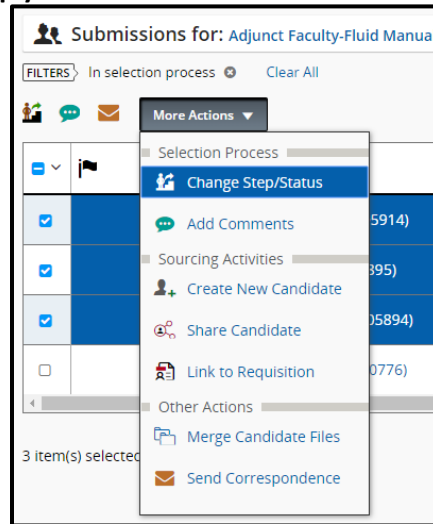 Submissions for: Adjunct Faculty-Fluid Manua
FILTERS In selection process Clear All
More Actions
Selection Process
Change Step/Status
5914)
Add Comments
395)
Sourcing Activities
Create New Candidate
05894)
Share Candidate
Link to Requisition
0776)
Other Actions
Merge Candidate Files
3 item(s) selected
Send Correspondence